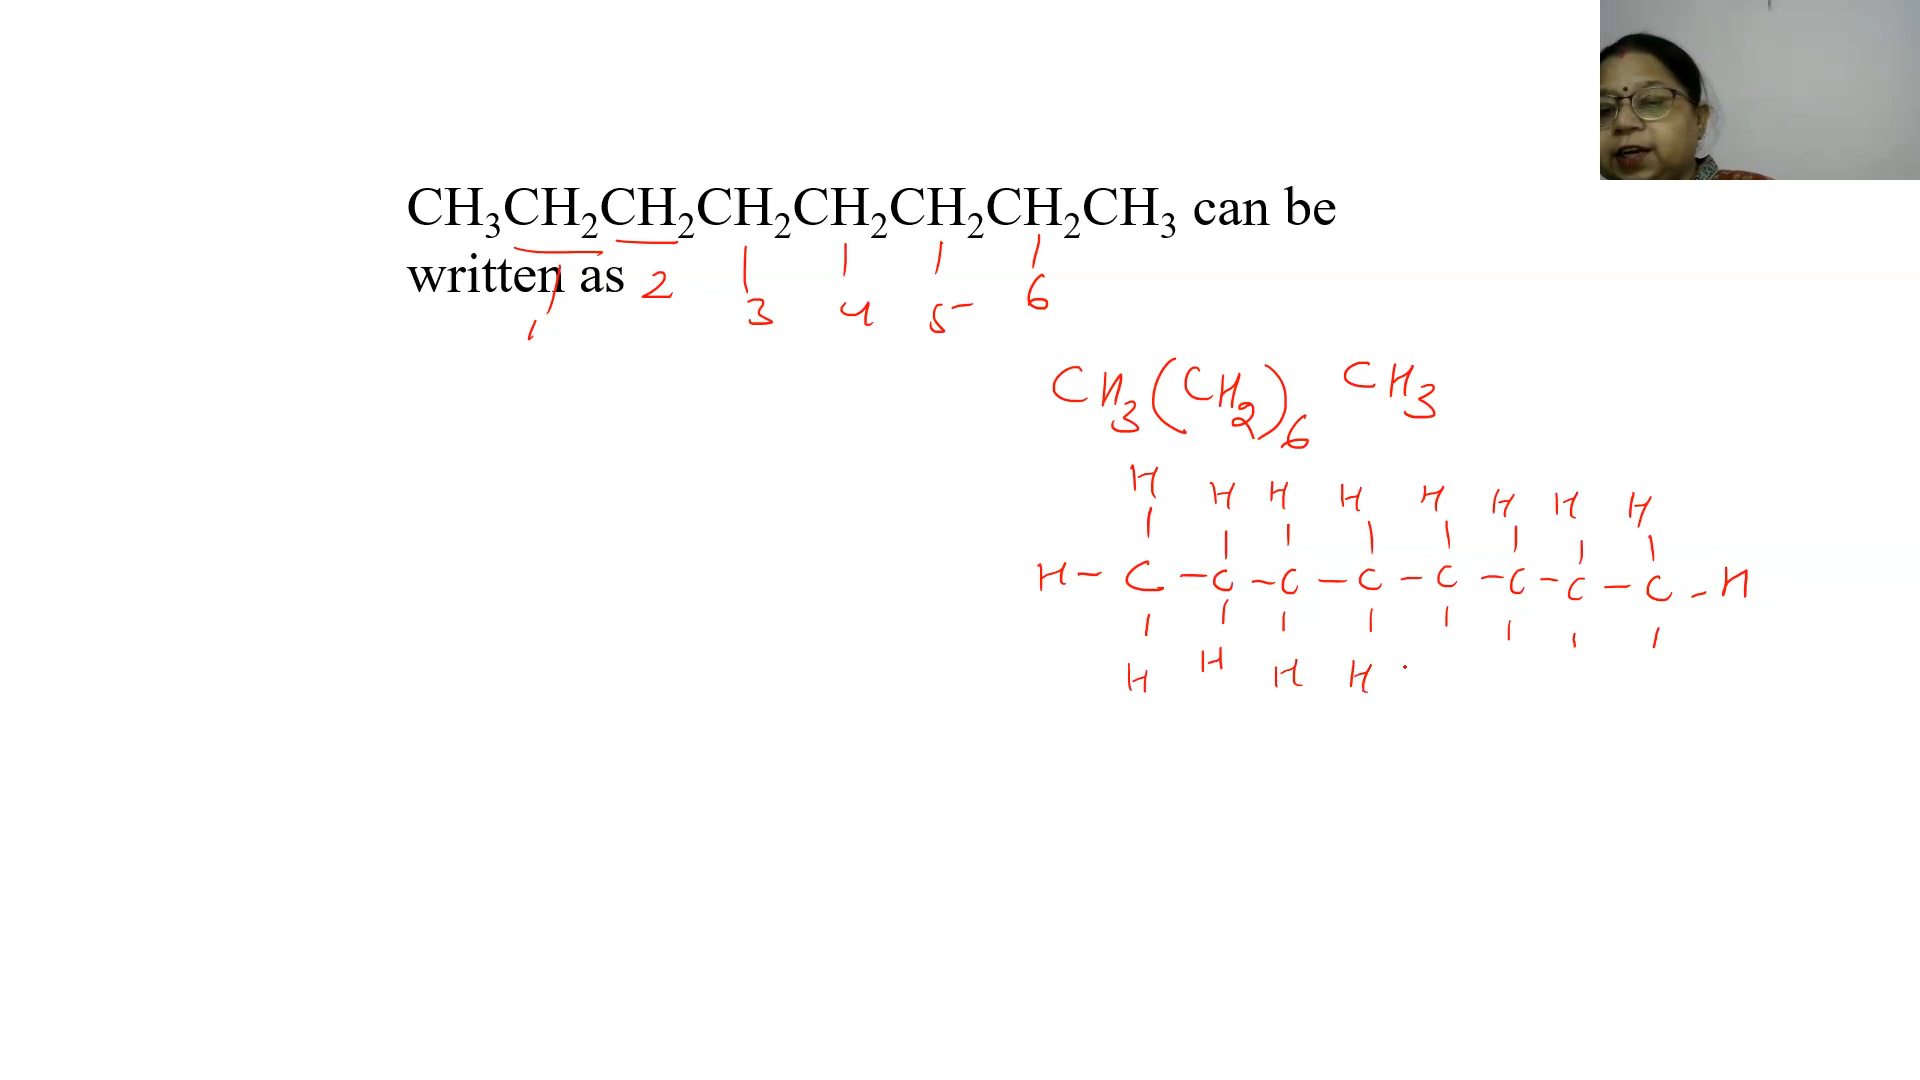 CH₃CH₂CH₂CH₂CH₂CH₂CH₂CH₃ can be
written as
1 2 3 4 5 6
CH₃(CH₂)₆ CH₃
H H H H H H H H
H - C - C - C - C - C - C - C - C - H
H H H H